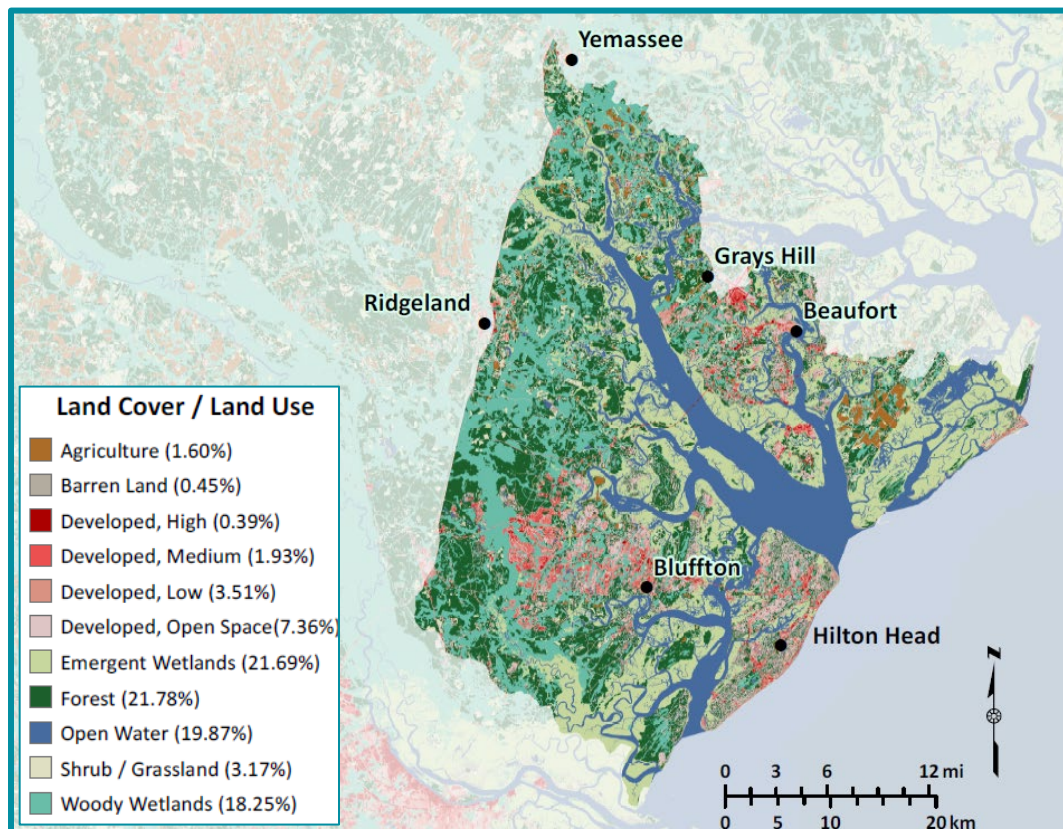 Yemassee
Grays Hill
Ridgeland
Beaufort
Land Cover / Land Use
Agriculture (1.60%)
Barren Land (0.45%)
Developed, High (0.39%)
Developed, Medium (1.93%)
Developed, Low (3.51%)
Developed, Open Space(7.36%)
Emergent Wetlands (21.69%)
Forest (21.78%)
Open Water (19.87%)
Shrub / Grassland (3.17%)
Woody Wetlands (18.25%)
Bluffton
Hilton Head
N
0 3 6 12 mi
0 5 10 20 km